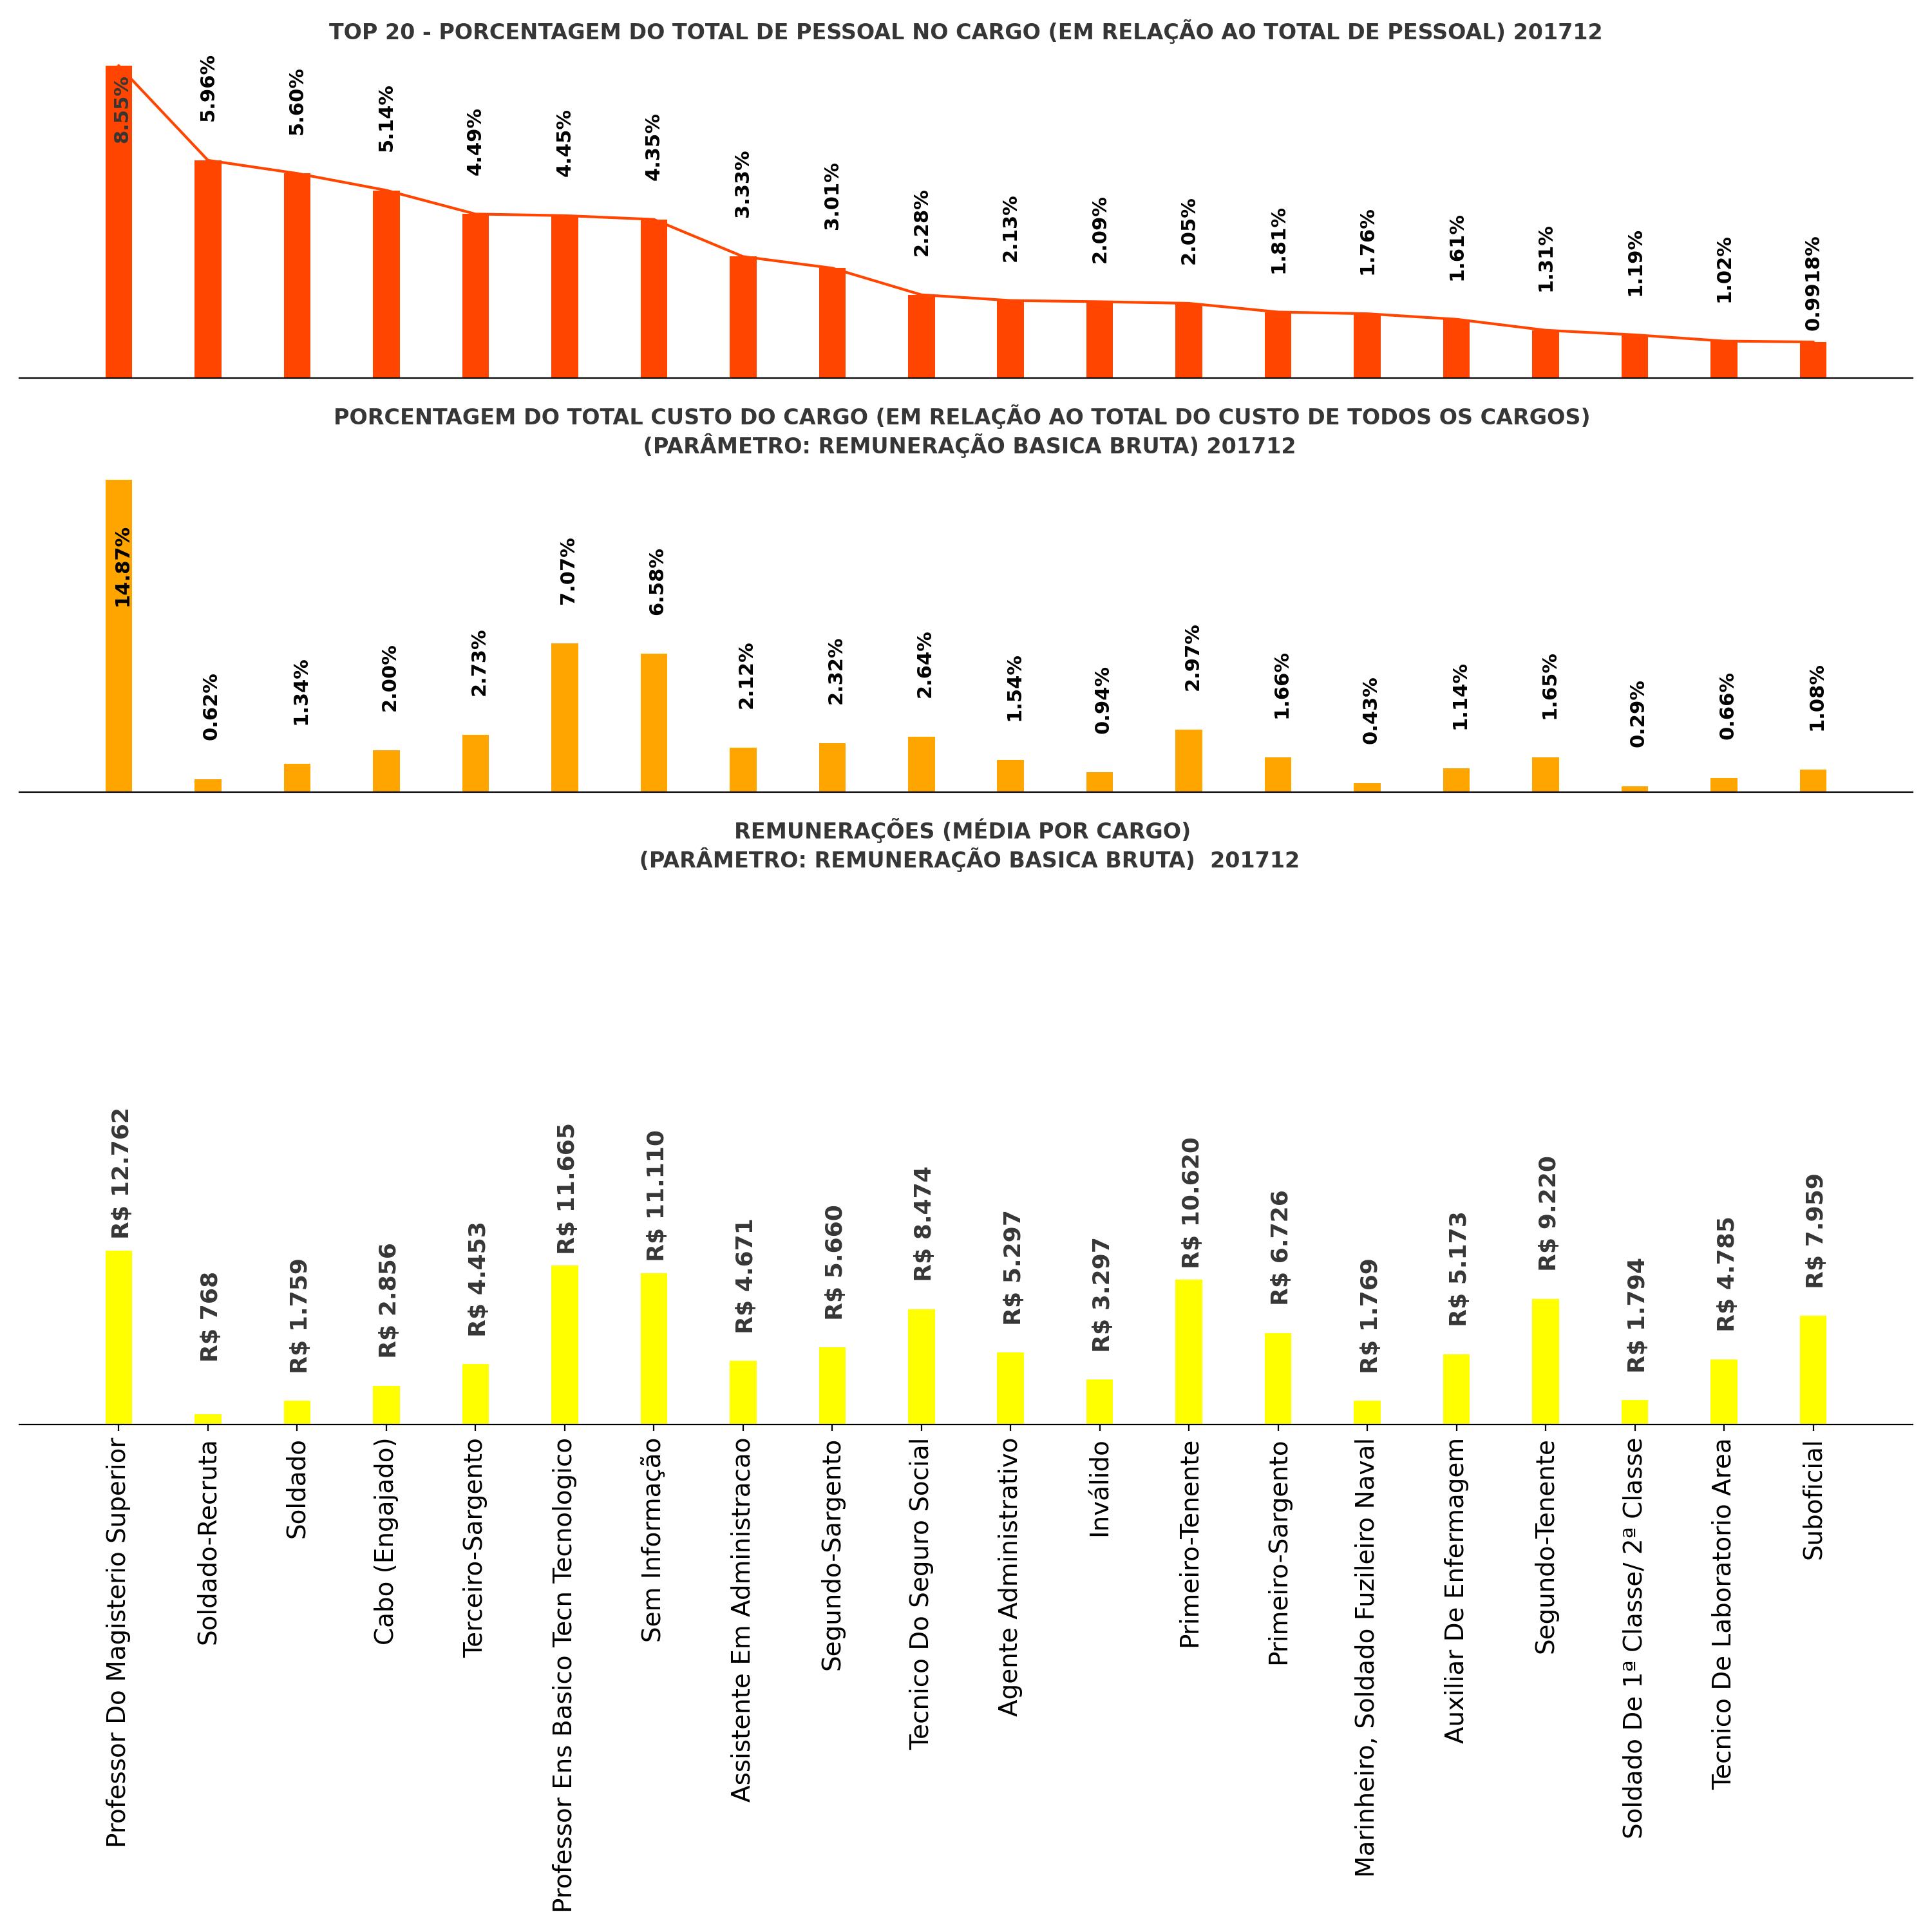 TOP 20 - PORCENTAGEM DO TOTAL DE PESSOAL NO CARGO (EM RELAÇÃO AO TOTAL DE PESSOAL) 201712
8.55%
5.96%
5.60%
5.14%
4.49%
4.45%
4.35%
3.33%
3.01%
2.28%
2.13%
2.09%
2.05%
1.81%
1.76%
1.61%
1.31%
1.19%
1.02%
0.9918%
PORCENTAGEM DO TOTAL CUSTO DO CARGO (EM RELAÇÃO AO TOTAL DO CUSTO DE TODOS OS CARGOS)
(PARÂMETRO: REMUNERAÇÃO BASICA BRUTA) 201712
14.87%
0.62%
1.34%
2.00%
2.73%
7.07%
6.58%
2.12%
2.32%
2.64%
1.54%
0.94%
2.97%
1.66%
0.43%
1.14%
1.65%
0.29%
0.66%
1.08%
REMUNERAÇÕES (MÉDIA POR CARGO)
(PARÂMETRO: REMUNERAÇÃO BASICA BRUTA)  201712
R$ 12.762
R$ 768
R$ 1.759
R$ 2.856
R$ 4.453
R$ 11.665
R$ 11.110
R$ 4.671
R$ 5.660
R$ 8.474
R$ 5.297
R$ 3.297
R$ 10.620
R$ 6.726
R$ 1.769
R$ 5.173
R$ 9.220
R$ 1.794
R$ 4.785
R$ 7.959
Professor Do Magisterio Superior
Soldado-Recruta
Soldado
Cabo (Engajado)
Terceiro-Sargento
Professor Ens Basico Tecn Tecnologico
Sem Informação
Assistente Em Administracao
Segundo-Sargento
Tecnico Do Seguro Social
Agente Administrativo
Inválido
Primeiro-Tenente
Primeiro-Sargento
Marinheiro, Soldado Fuzileiro Naval
Auxiliar De Enfermagem
Segundo-Tenente
Soldado De 1ª Classe/ 2ª Classe
Tecnico De Laboratorio Area
Suboficial